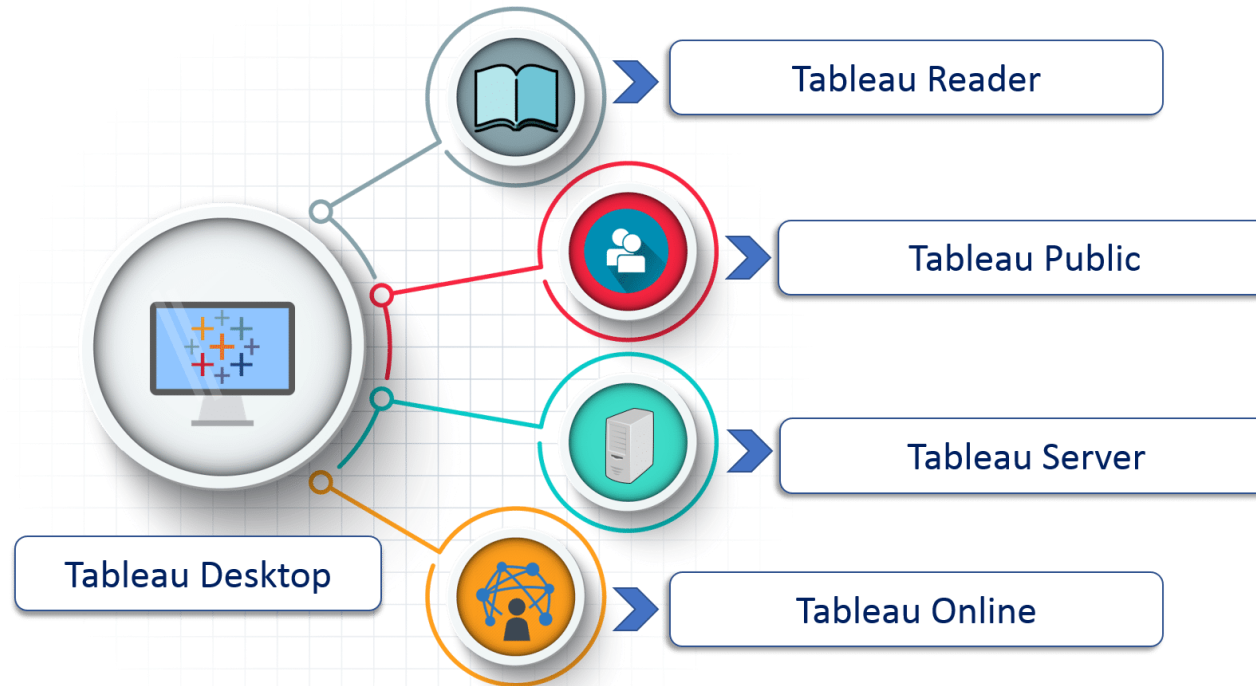 Tableau Reader
Tableau Public
Tableau Server
Tableau Desktop
Tableau Online